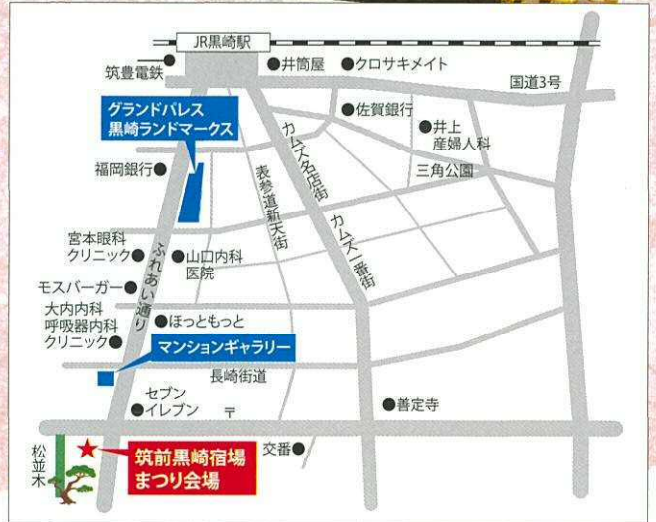 JR黒崎駅
筑豊電鉄
井筒屋
クロサキメイト
国道3号
グランドパレス
黒崎ランドマークス
佐賀銀行
井上
産婦人科
三角公園
福岡銀行
カムズ名店街
表参道新天街
カムズ一番街
ふれあい通り
宮本眼科
クリニック
山口内科
医院
モスバーガー
大内内科
呼吸器内科
クリニック
ほっともっと
マンションギャラリー
長崎街道
セブン
イレブン
〒
善定寺
交番
松並木
筑前黒崎宿場
まつり会場